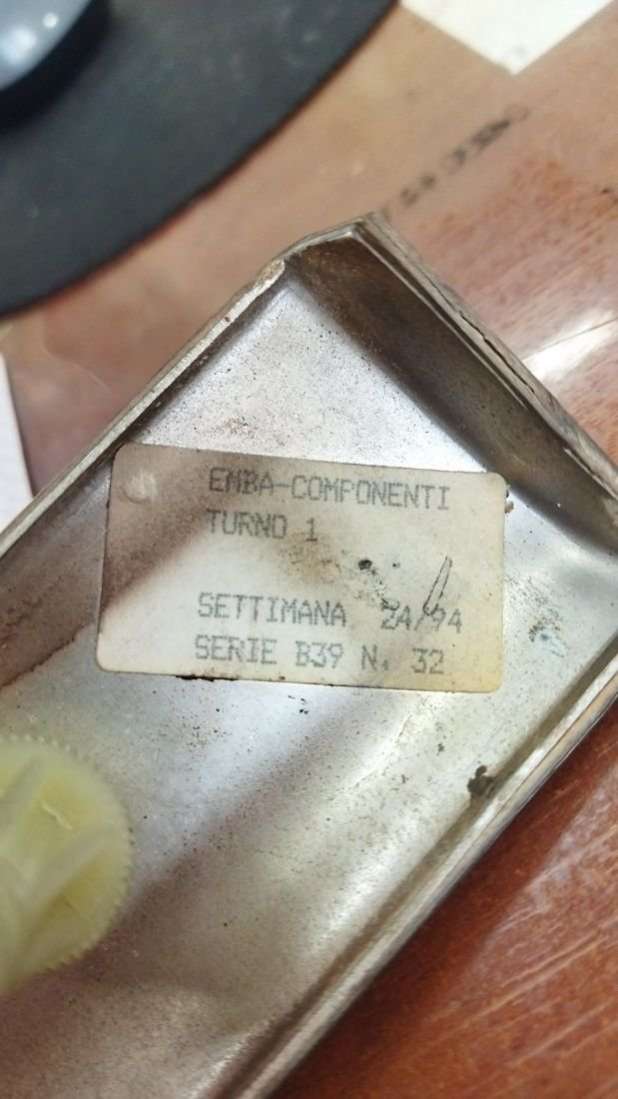 EMBA-COMPONENTI
TURNO 1
SETTIMANA 24/94
SERIE B39 N. 32